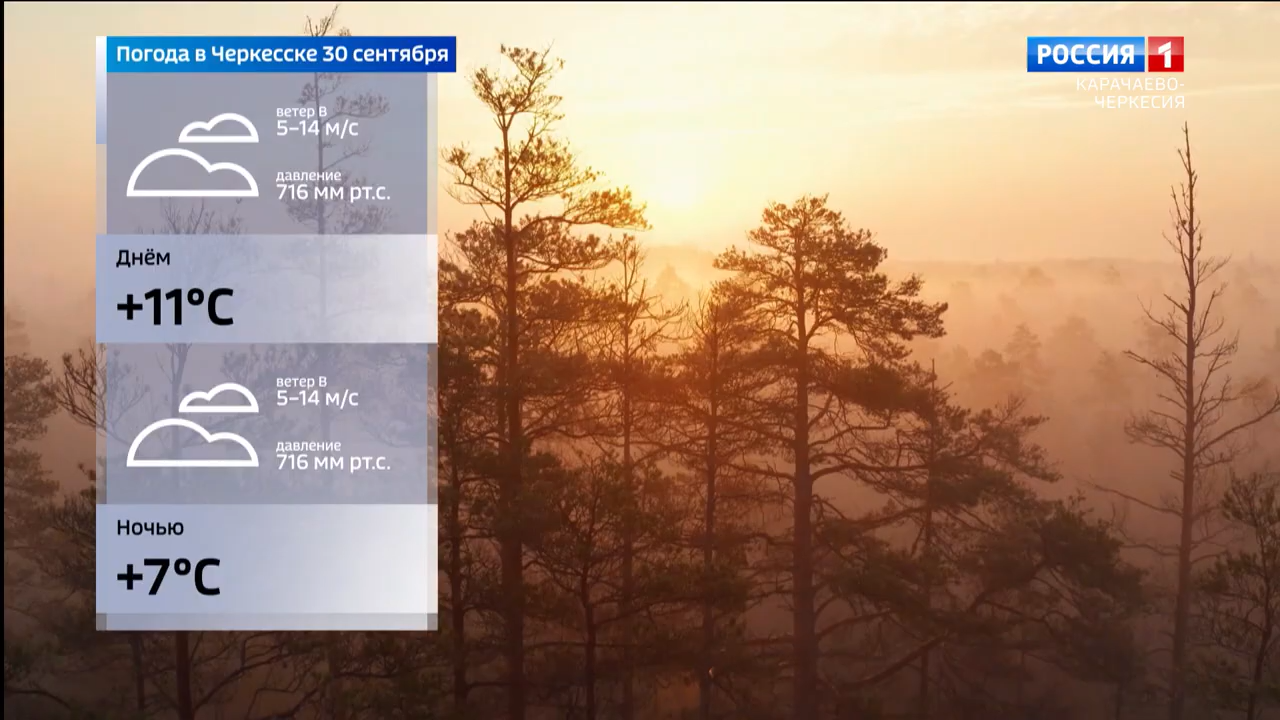 Погода в Черкесске 30 сентября
ветер В
5–14 м/с
давление
716 мм рт.с.
Днём
+11°C
ветер В
5–14 м/с
давление
716 мм рт.с.
Ночью
+7°C
РОССИЯ 1
КАРАЧАЕВО-
ЧЕРКЕСИЯ